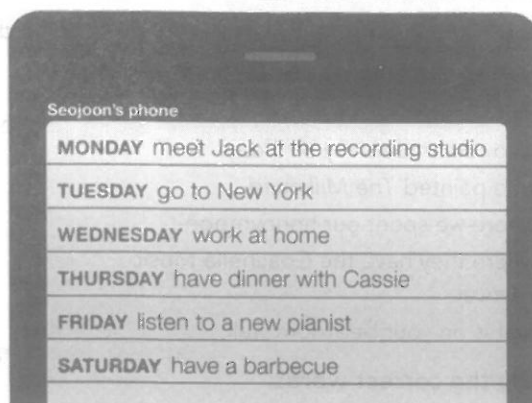 Seojoon's phone
MONDAY meet Jack at the recording studio
TUESDAY go to New York
WEDNESDAY work at home
THURSDAY have dinner with Cassie
FRIDAY listen to a new pianist
SATURDAY have a barbecue